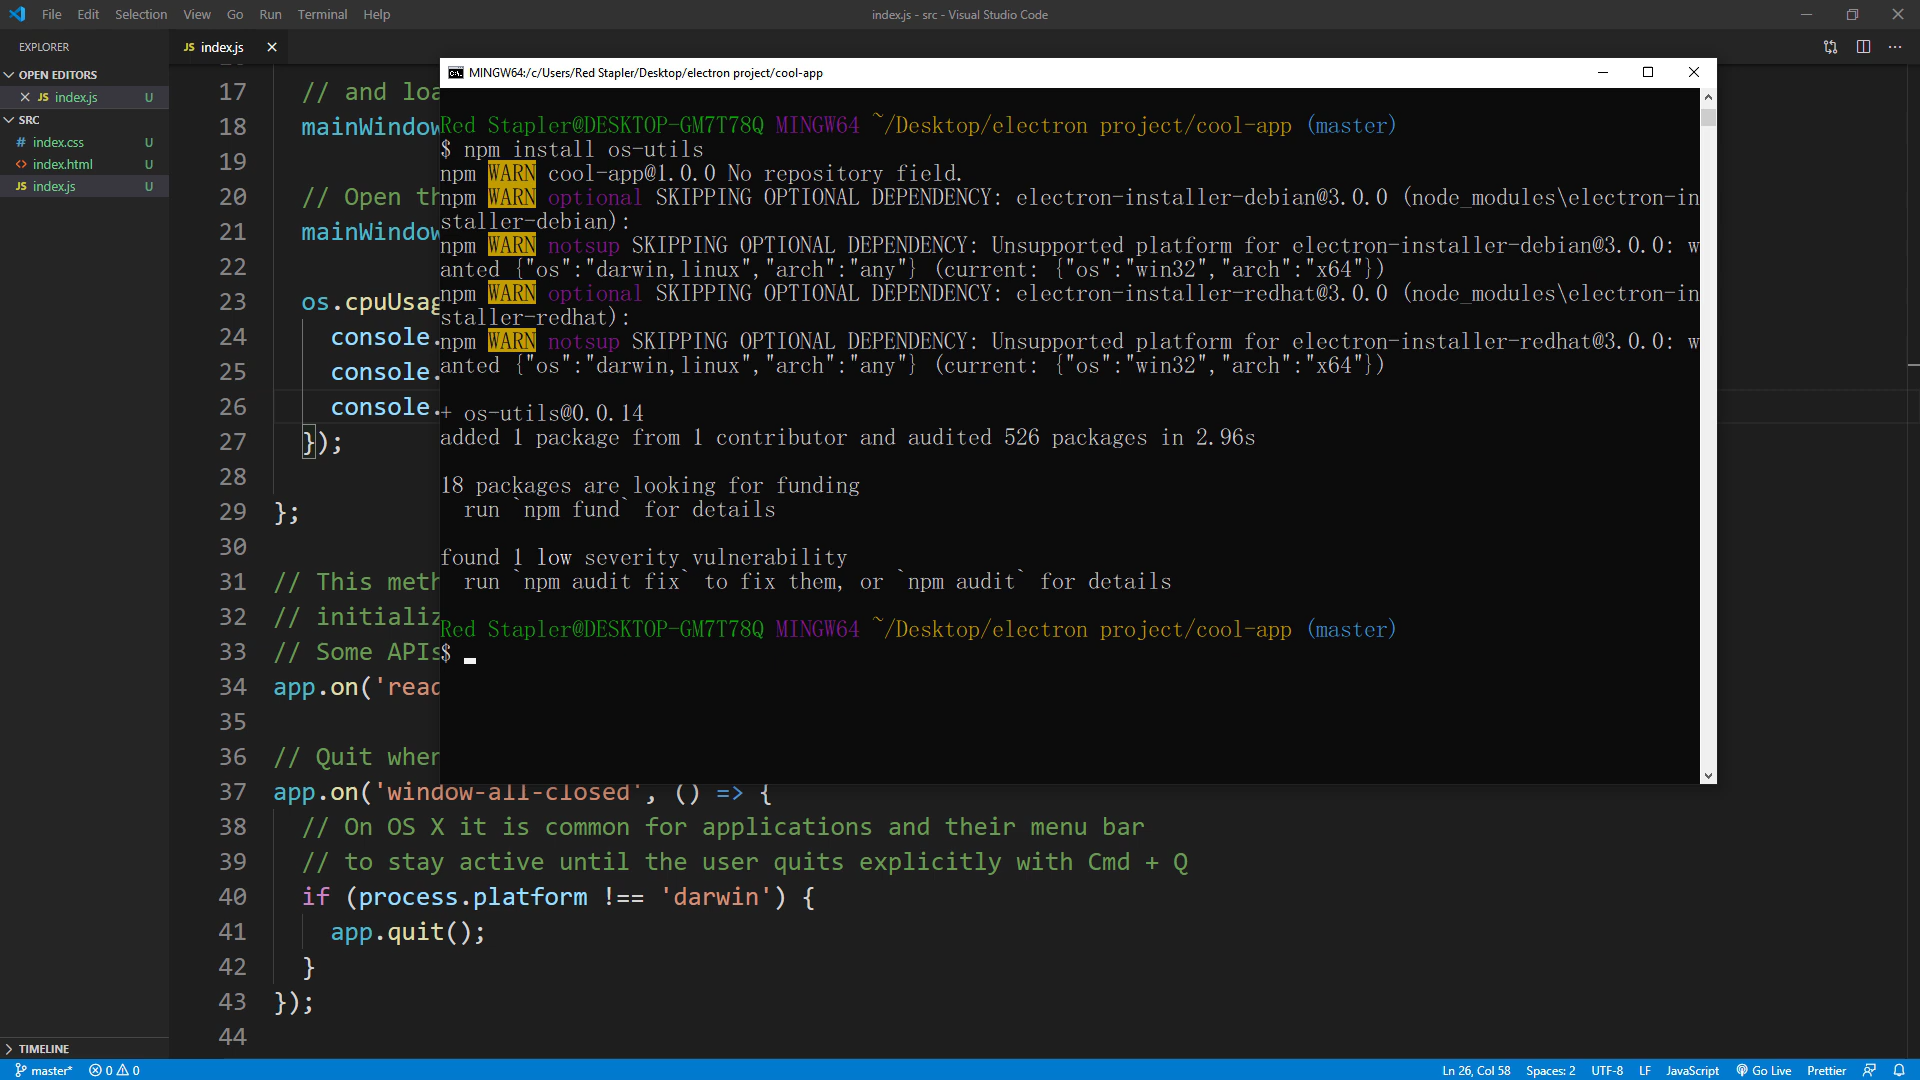 File Edit Selection View Go Run Terminal Help
index.js - src - Visual Studio Code
EXPLORER
OPEN EDITORS
JS index.js U
SRC
# index.css U
<> index.html U
JS index.js U
TIMELINE
JS index.js
17 // and loa
18 mainWindow
19
20 // Open th
21 mainWindow
22
23 os.cpuUsag
24 console.
25 console.
26 console.
27 });
28
29 };
30
31 // This meth
32 // initializ
33 // Some APIs
34 app.on('read
35
36 // Quit when
37 app.on('window-all-closed', () => {
38 // On OS X it is common for applications and their menu bar
39 // to stay active until the user quits explicitly with Cmd + Q
40 if (process.platform !== 'darwin') {
41 app.quit();
42 }
43 });
44
MINGW64:/c/Users/Red Stapler/Desktop/electron project/cool-app
Red Stapler@DESKTOP-GM7T78Q MINGW64 ~/Desktop/electron project/cool-app (master)
$ npm install os-utils
npm WARN cool-app@1.0.0 No repository field.
npm WARN optional SKIPPING OPTIONAL DEPENDENCY: electron-installer-debian@3.0.0 (node_modules\electron-in
staller-debian):
npm WARN notsup SKIPPING OPTIONAL DEPENDENCY: Unsupported platform for electron-installer-debian@3.0.0: w
anted {"os":"darwin,linux","arch":"any"} (current: {"os":"win32","arch":"x64"})
npm WARN optional SKIPPING OPTIONAL DEPENDENCY: electron-installer-redhat@3.0.0 (node_modules\electron-in
staller-redhat):
npm WARN notsup SKIPPING OPTIONAL DEPENDENCY: Unsupported platform for electron-installer-redhat@3.0.0: w
anted {"os":"darwin,linux","arch":"any"} (current: {"os":"win32","arch":"x64"})
+ os-utils@0.0.14
added 1 package from 1 contributor and audited 526 packages in 2.96s
18 packages are looking for funding
run `npm fund` for details
found 1 low severity vulnerability
run `npm audit fix` to fix them, or `npm audit` for details
Red Stapler@DESKTOP-GM7T78Q MINGW64 ~/Desktop/electron project/cool-app (master)
$
master* 0 0
Ln 26, Col 58 Spaces: 2 UTF-8 LF JavaScript Go Live Prettier